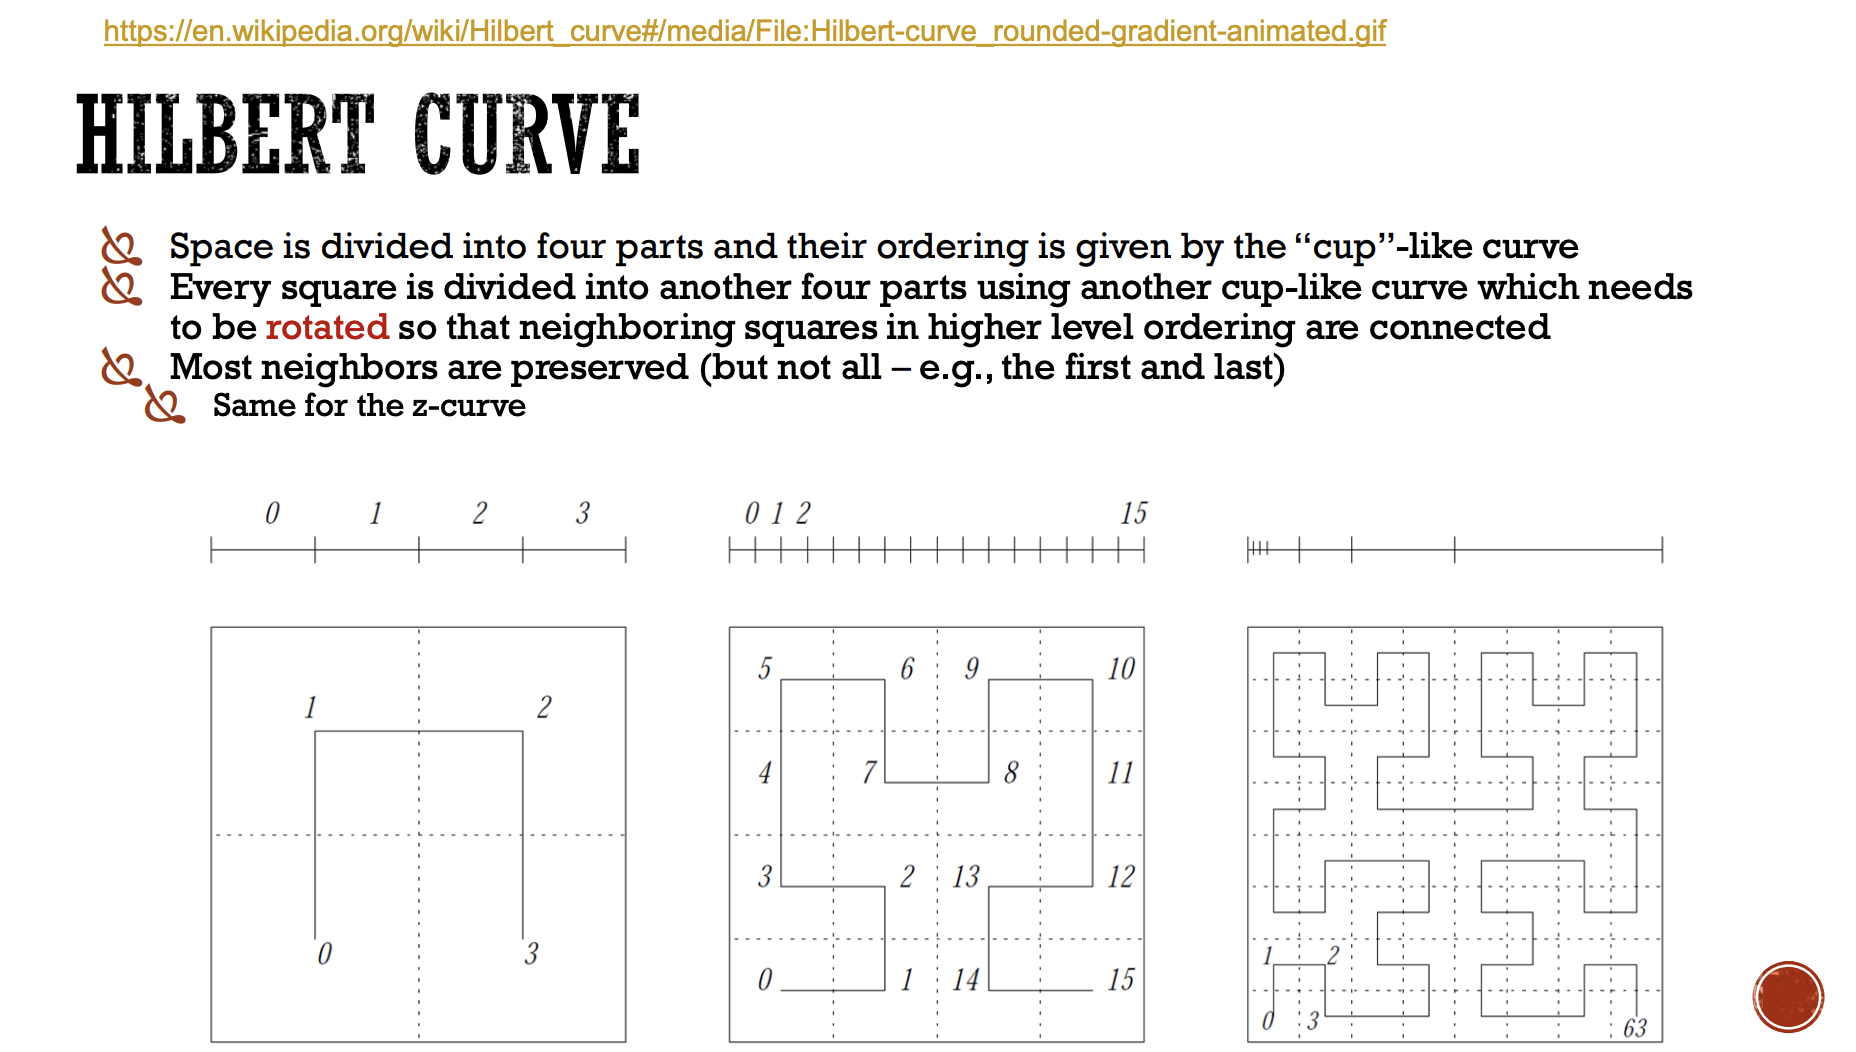 https://en.wikipedia.org/wiki/Hilbert_curve#/media/File:Hilbert-curve_rounded-gradient-animated.gif
HILBERT CURVE
Space is divided into four parts and their ordering is given by the “cup”-like curve
Every square is divided into another four parts using another cup-like curve which needs
to be rotated so that neighboring squares in higher level ordering are connected
Most neighbors are preserved (but not all – e.g., the first and last)
Same for the z-curve
0 1 2 3
1 2
0 3
0 1 2 15
5 6 9 10
4 7 8 11
3 2 13 12
0 1 14 15
1 2
0 3 63